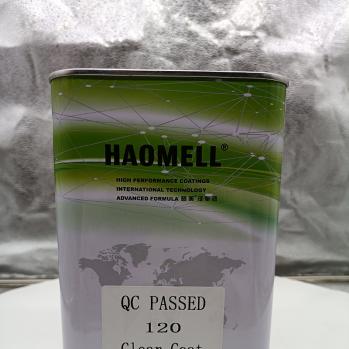 HAOMELL®
HIGH PERFORMANCE COATINGS
INTERNATIONAL TECHNOLOGY
ADVANCED FORMULA
QC PASSED
120
Clear Coat